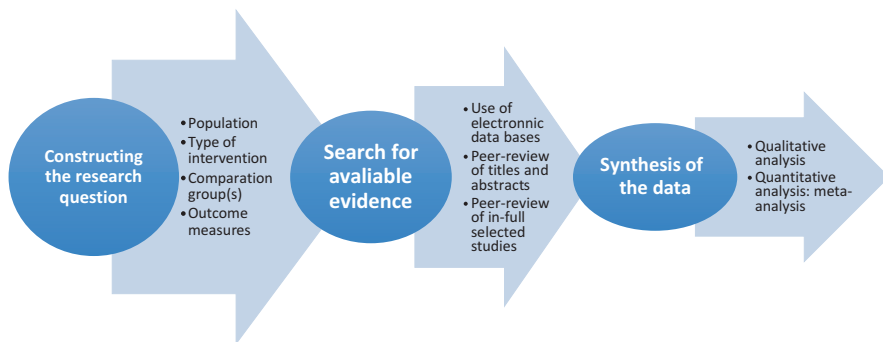 Constructing
the research
question
•Population
•Type of
intervention
•Comparation
group(s)
•Outcome
measures
Search for
avaliable
evidence
•Use of
electronnic
data bases
•Peer-review
of titles and
abstracts
•Peer-review
of in-full
selected
studies
Synthesis of
the data
•Qualitative
analysis
•Quantitative
analysis: meta-
analysis